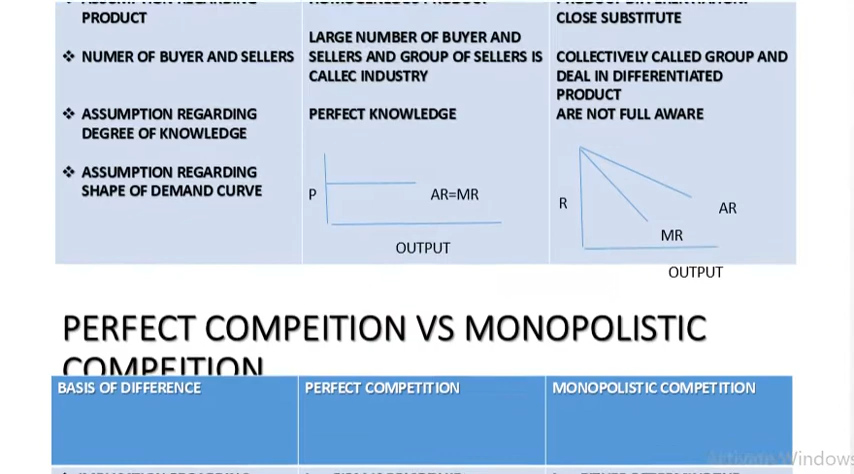 PRODUCT
NUMER OF BUYER AND SELLERS
ASSUMPTION REGARDING
DEGREE OF KNOWLEDGE
ASSUMPTION REGARDING
SHAPE OF DEMAND CURVE
LARGE NUMBER OF BUYER AND
SELLERS AND GROUP OF SELLERS IS
CALLEC INDUSTRY
PERFECT KNOWLEDGE
P
AR=MR
OUTPUT
CLOSE SUBSTITUTE
COLLECTIVELY CALLED GROUP AND
DEAL IN DIFFERENTIATED
PRODUCT
ARE NOT FULL AWARE
R
AR
MR
OUTPUT
PERFECT COMPEITION VS MONOPOLISTIC
COMPEITION
BASIS OF DIFFERENCE
PERFECT COMPETITION
MONOPOLISTIC COMPETITION
Activate Windows